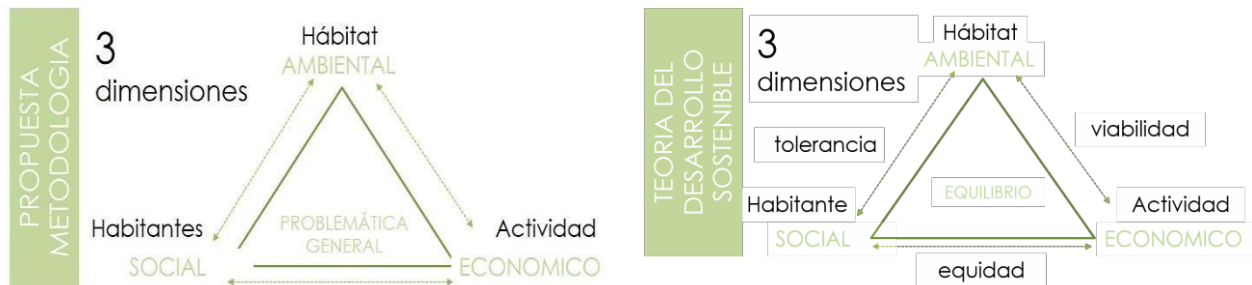 PROPUESTA
METODOLOGIA
3
dimensiones
Hábitat
AMBIENTAL
Habitantes
SOCIAL
PROBLEMÁTICA
GENERAL
Actividad
ECONOMICO
TEORIA DEL
DESARROLLO
SOSTENIBLE
3
dimensiones
Hábitat
AMBIENTAL
tolerancia
viabilidad
Habitante
SOCIAL
EQUILIBRIO
Actividad
ECONOMICO
equidad